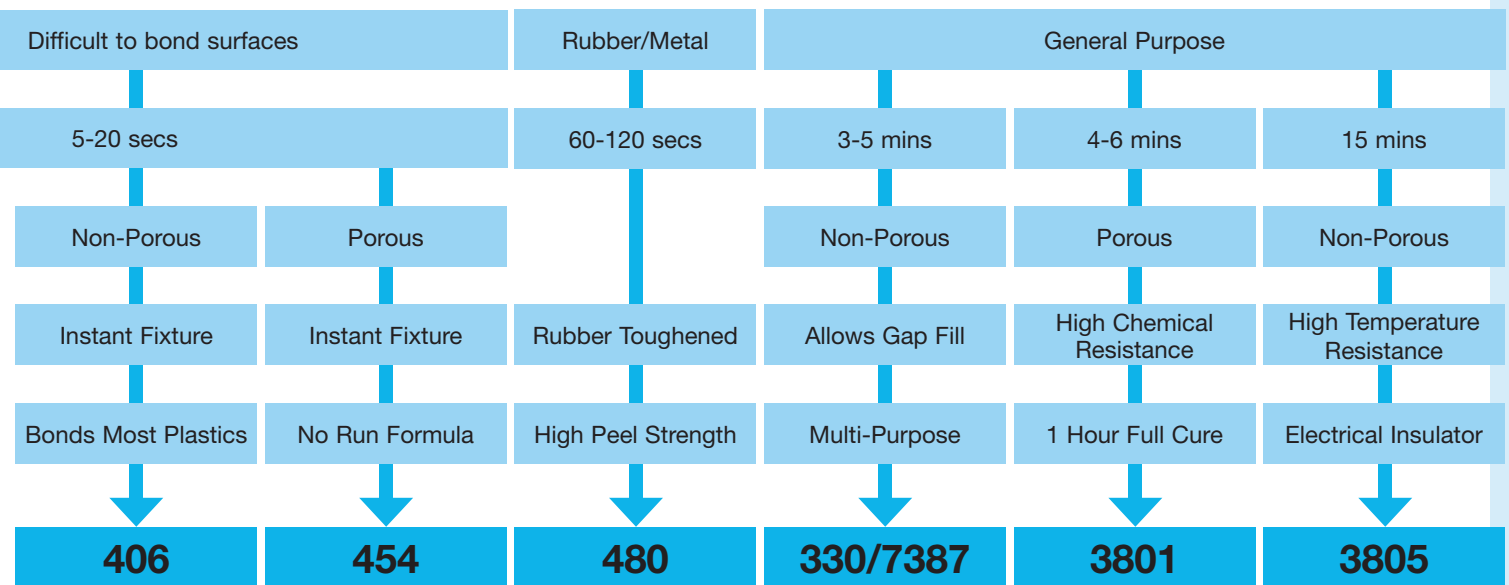 Difficult to bond surfaces
Rubber/Metal
General Purpose
5-20 secs
60-120 secs
3-5 mins
4-6 mins
15 mins
Non-Porous
Porous
Non-Porous
Porous
Non-Porous
Instant Fixture
Instant Fixture
Rubber Toughened
Allows Gap Fill
High Chemical
Resistance
High Temperature
Resistance
Bonds Most Plastics
No Run Formula
High Peel Strength
Multi-Purpose
1 Hour Full Cure
Electrical Insulator
406
454
480
330/7387
3801
3805